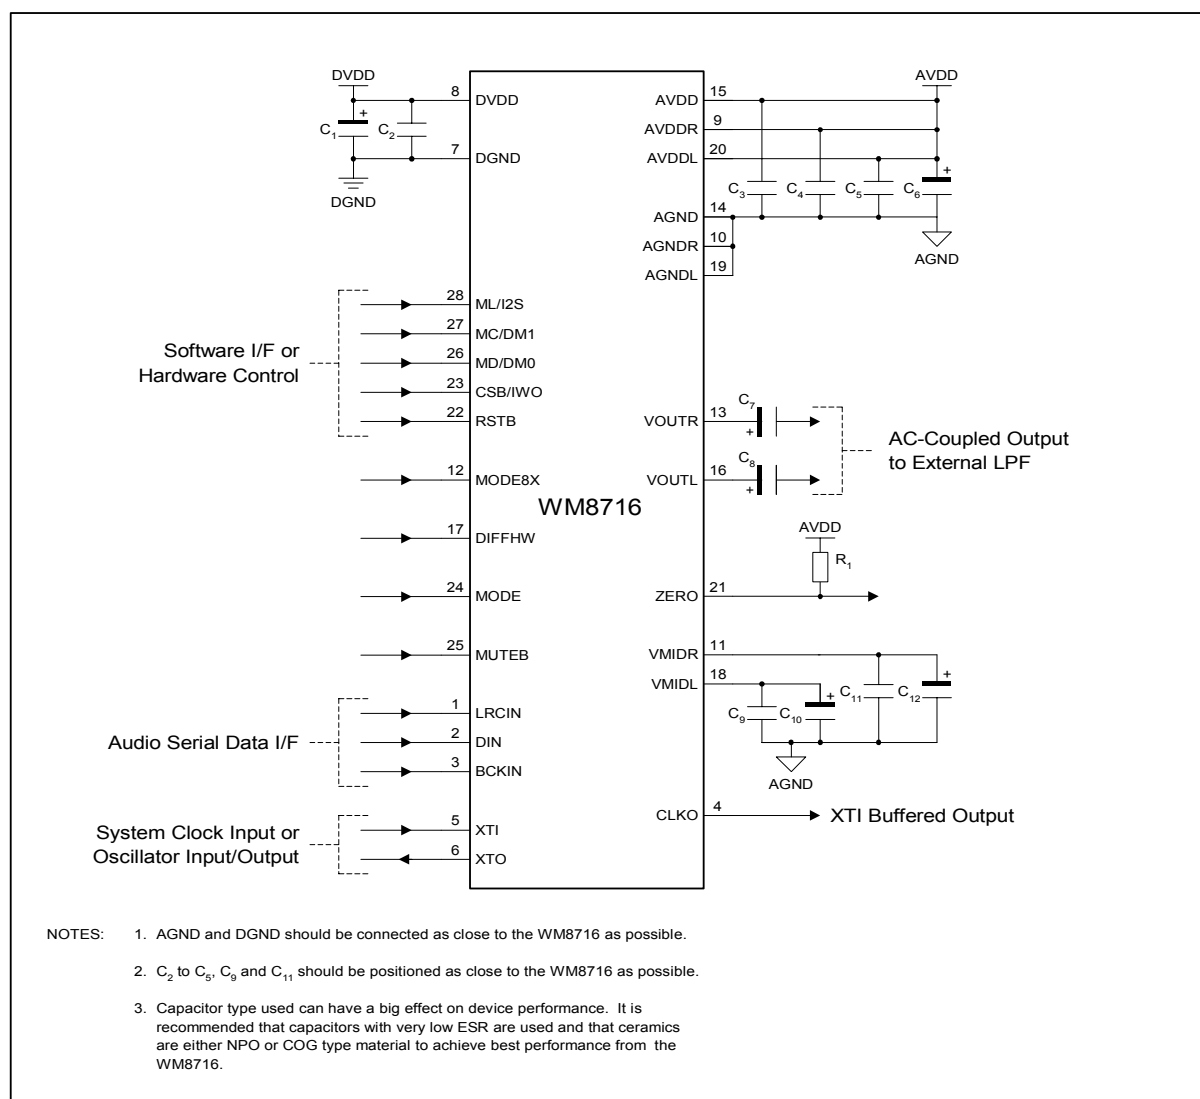 DVDD
8
DVDD
C1
+
C2
7
DGND
DGND
AVDD
15
AVDD
9
AVDDR
20
AVDDL
C3
C4
C5
C6
+
14
AGND
10
AGNDR
19
AGNDL
AGND
Software I/F or
Hardware Control
28
ML/I2S
27
MC/DM1
26
MD/DM0
23
CSB/IWO
22
RSTB
12
MODE8X
17
DIFFHW
24
MODE
25
MUTEB
WM8716
VOUTR
13
C7
+
VOUTL
16
C8
+
AC-Coupled Output
to External LPF
AVDD
R1
ZERO
21
VMIDR
11
VMIDL
18
C9
C10
+
C11
C12
+
AGND
Audio Serial Data I/F
1
LRCIN
2
DIN
3
BCKIN
System Clock Input or
Oscillator Input/Output
5
XTI
6
XTO
CLKO
4
XTI Buffered Output
NOTES: 1. AGND and DGND should be connected as close to the WM8716 as possible.
2. C2 to C5, C9 and C11 should be positioned as close to the WM8716 as possible.
3. Capacitor type used can have a big effect on device performance. It is
recommended that capacitors with very low ESR are used and that ceramics
are either NPO or COG type material to achieve best performance from the
WM8716.